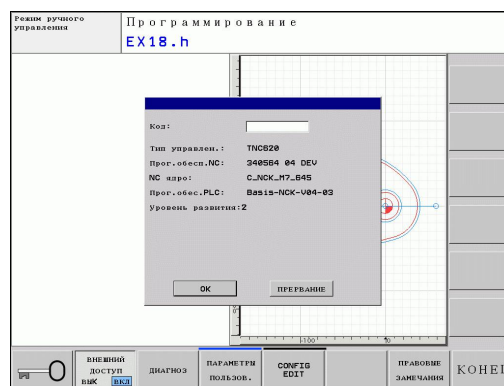 Режим ручного
управления
Программирование
EX18.h
Код:
Тип управлен.: TNC620
Прог.обесп.NC: 340564 04 DEV
NC ядро: C_NCK_M7_645
Прог.обес.PLC: Basis-NCK-V04-03
Уровень развития:2
OK
ПРЕРВАНИЕ
-100
ВНЕШНИЙ
ДОСТУП
ВЫК ВКЛ
ДИАГНОЗ
ПАРАМЕТРЫ
ПОЛЬЗОВ.
CONFIG
EDIT
ПРАВОВЫЕ
ЗАМЕЧАНИЯ
КОНЕ